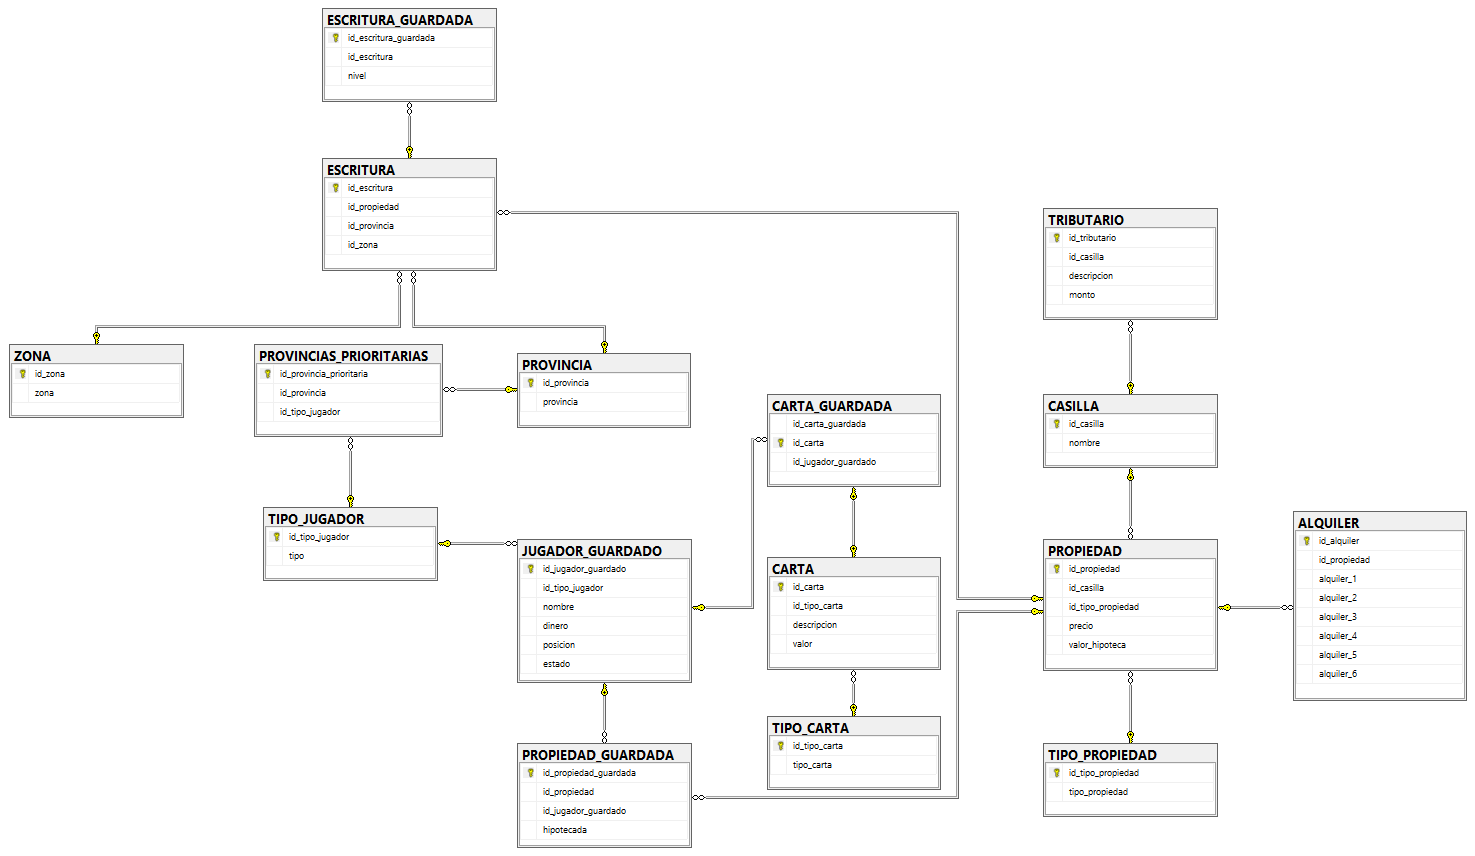 ESCRITURA_GUARDADA
id_escritura_guardada
id_escritura
nivel
ESCRITURA
id_escritura
id_propiedad
id_provincia
id_zona
ZONA
id_zona
zona
PROVINCIAS_PRIORITARIAS
id_provincia_prioritaria
id_provincia
id_tipo_jugador
PROVINCIA
id_provincia
provincia
TIPO_JUGADOR
id_tipo_jugador
tipo
JUGADOR_GUARDADO
id_jugador_guardado
id_tipo_jugador
nombre
dinero
posicion
estado
PROPIEDAD_GUARDADA
id_propiedad_guardada
id_propiedad
id_jugador_guardado
hipotecada
CARTA_GUARDADA
id_carta_guardada
id_carta
id_jugador_guardado
CARTA
id_carta
id_tipo_carta
descripcion
valor
TIPO_CARTA
id_tipo_carta
tipo_carta
TRIBUTARIO
id_tributario
id_casilla
descripcion
monto
CASILLA
id_casilla
nombre
PROPIEDAD
id_propiedad
id_casilla
id_tipo_propiedad
precio
valor_hipoteca
TIPO_PROPIEDAD
id_tipo_propiedad
tipo_propiedad
ALQUILER
id_alquiler
id_propiedad
alquiler_1
alquiler_2
alquiler_3
alquiler_4
alquiler_5
alquiler_6